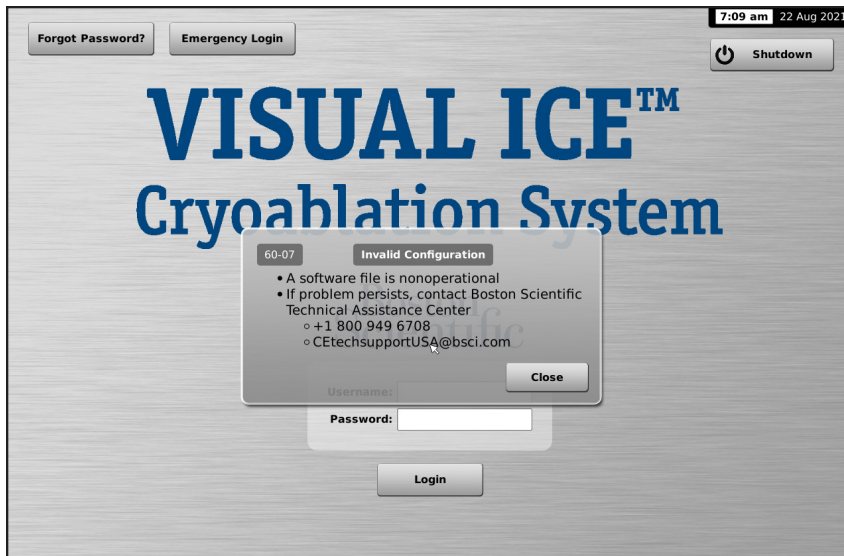 7:09 am 22 Aug 2021
Forgot Password? Emergency Login
Shutdown
VISUAL ICE™
Cryoablation System
60-07 Invalid Configuration
• A software file is nonoperational
• If problem persists, contact Boston Scientific
Technical Assistance Center
○ +1 800 949 6708
○ CEtechsupportUSA@bsci.com
Close
Username:
Password:
Login